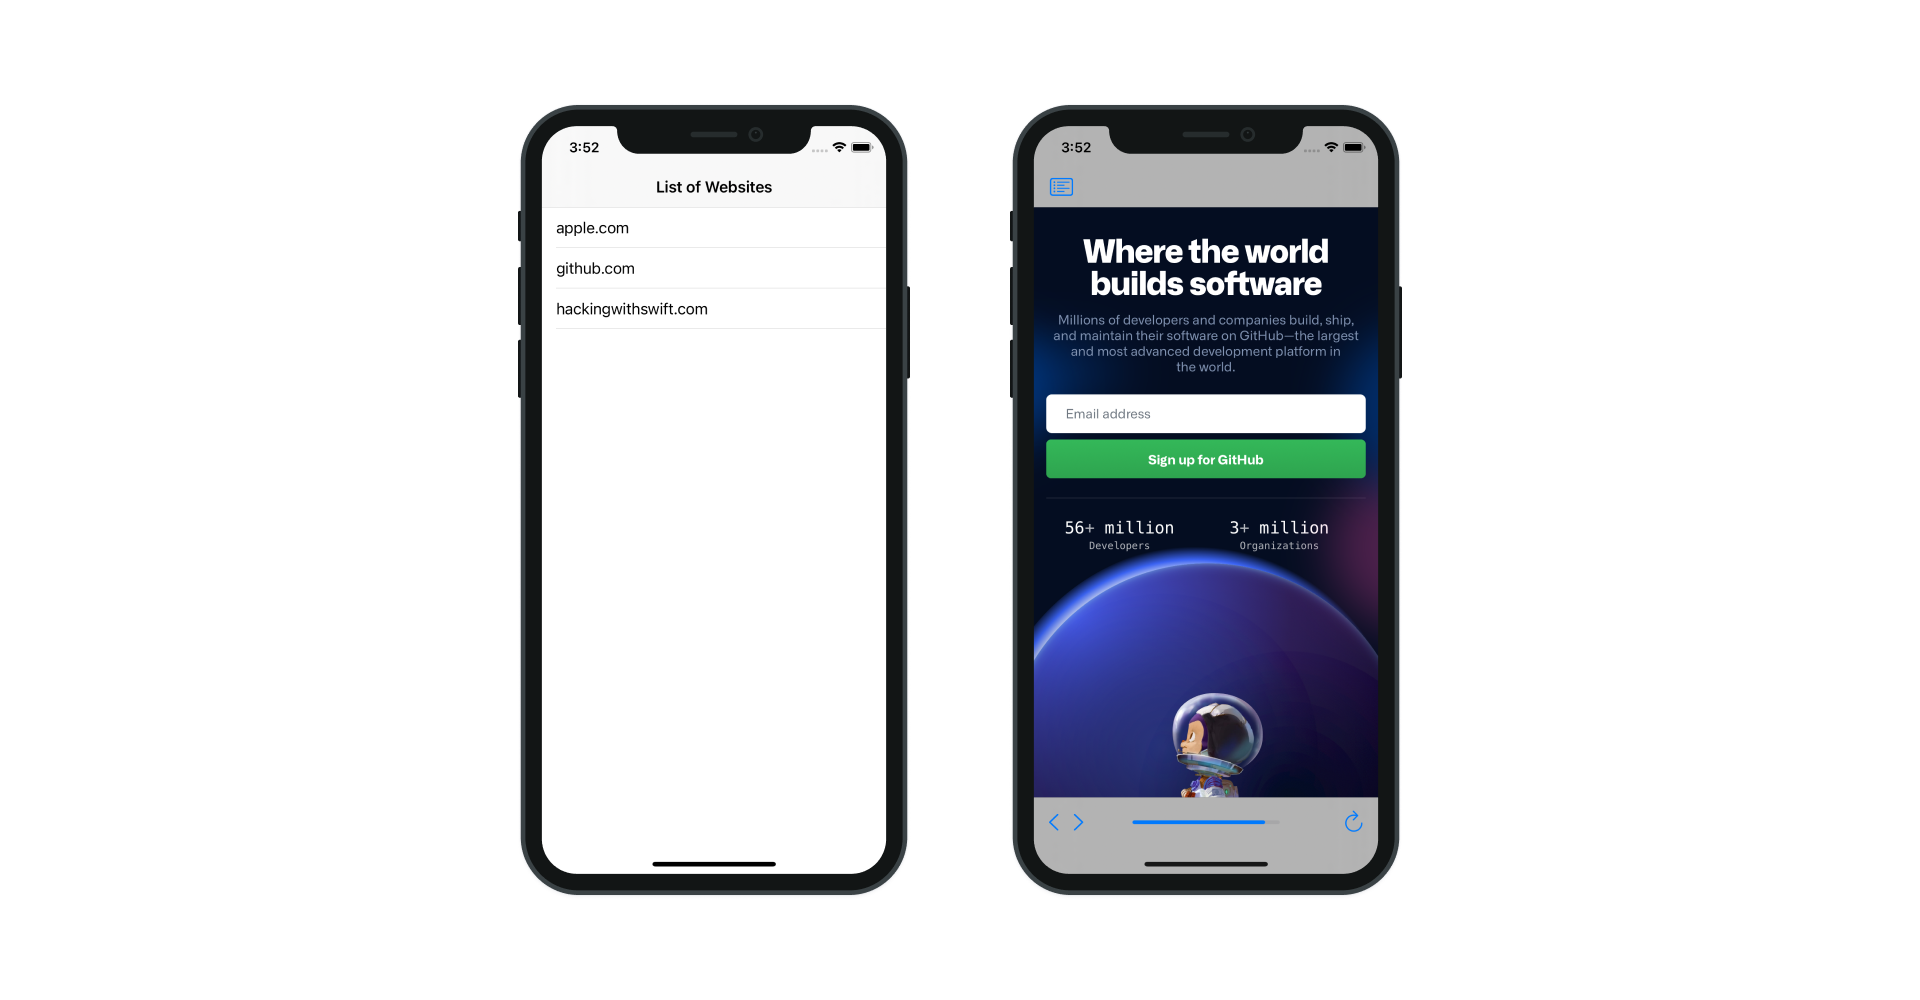 3:52
List of Websites
apple.com
github.com
hackingwithswift.com
3:52
Where the world
builds software
Millions of developers and companies build, ship,
and maintain their software on GitHub—the largest
and most advanced development platform in
the world.
Email address
Sign up for GitHub
56+ million
Developers
3+ million
Organizations